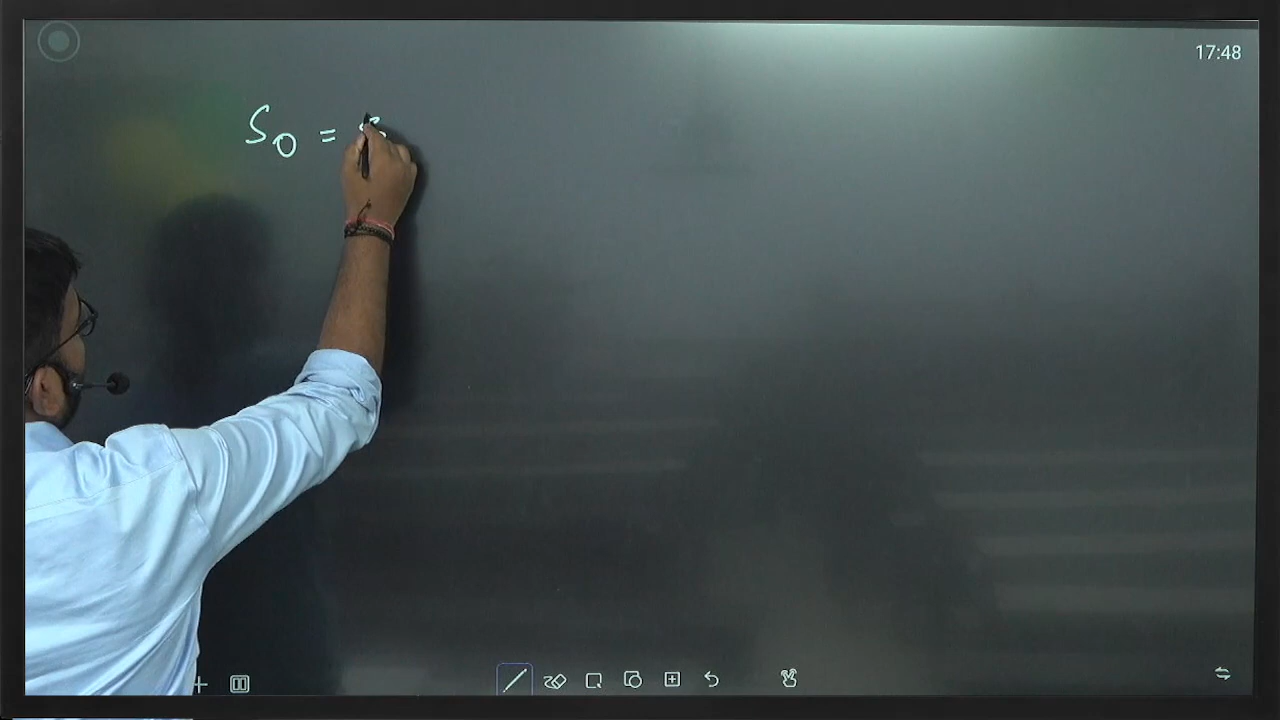 17:48
S₀ =